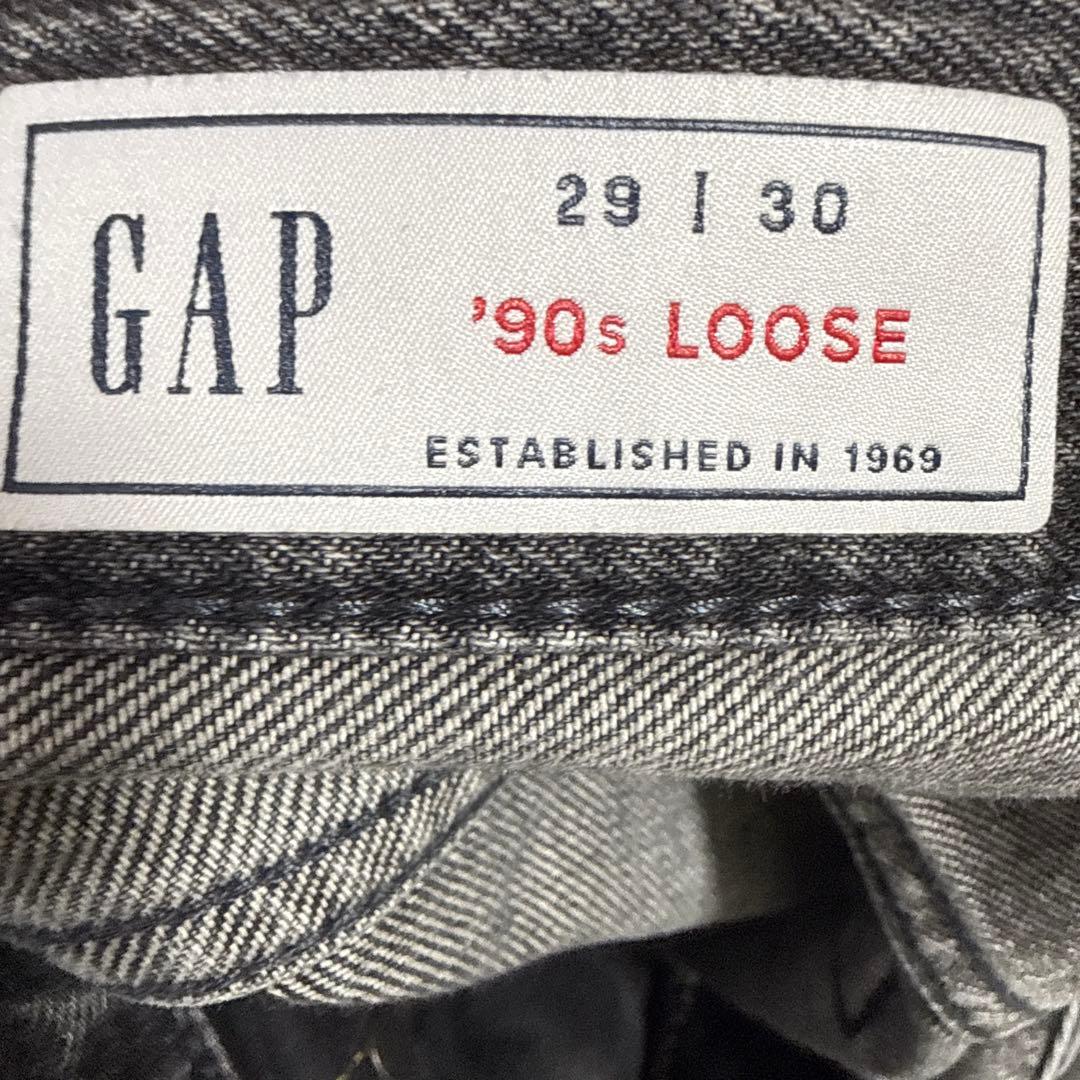 GAP
29 | 30
'90s LOOSE
ESTABLISHED IN 1969